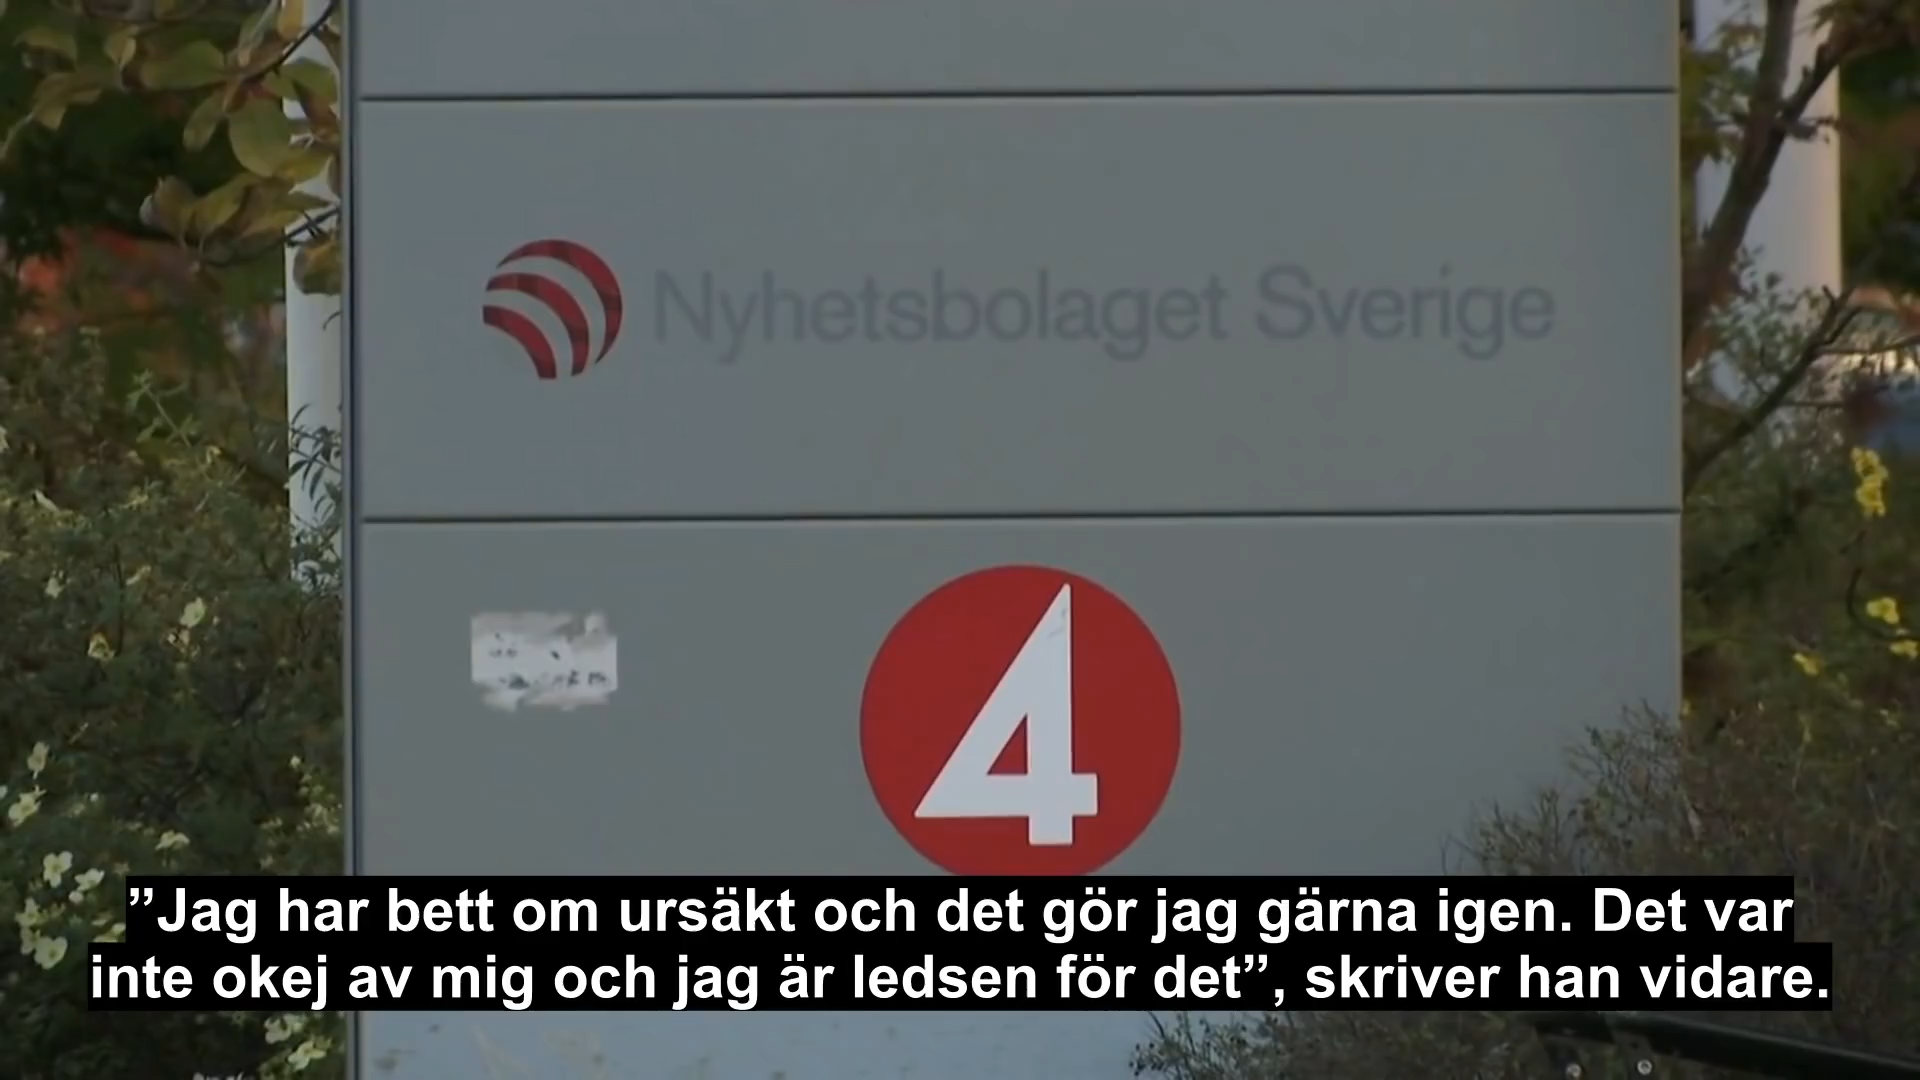 Nyhetsbolaget Sverige
4
”Jag har bett om ursäkt och det gör jag gärna igen. Det var
inte okej av mig och jag är ledsen för det”, skriver han vidare.